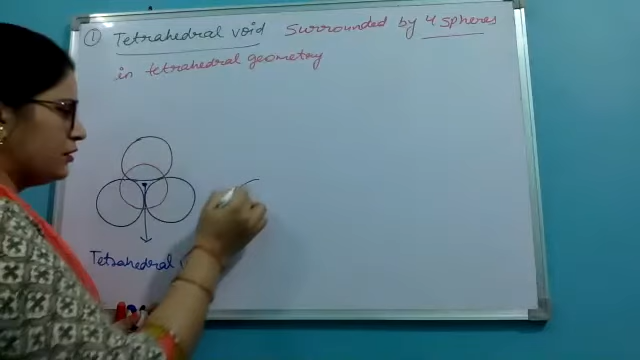 ① Tetrahedral void Surrounded by 4 spheres
in tetrahedral geometry
Tetrahedral